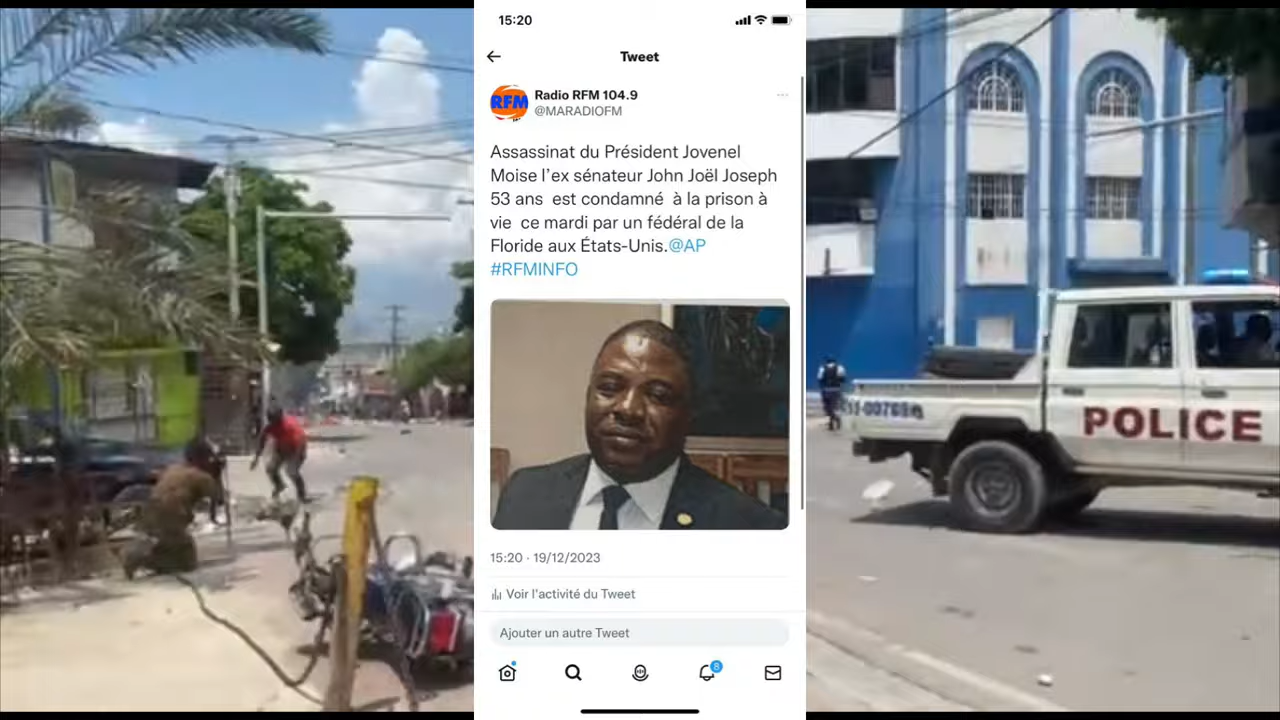 15:20
Tweet
RFM
Radio RFM 104.9
@MARADIOFM
Assassinat du Président Jovenel
Moise l'ex sénateur John Joël Joseph
53 ans est condamné à la prison à
vie ce mardi par un fédéral de la
Floride aux États-Unis.@AP
#RFMINFO
15:20 · 19/12/2023
Voir l'activité du Tweet
Ajouter un autre Tweet
8
POLICE